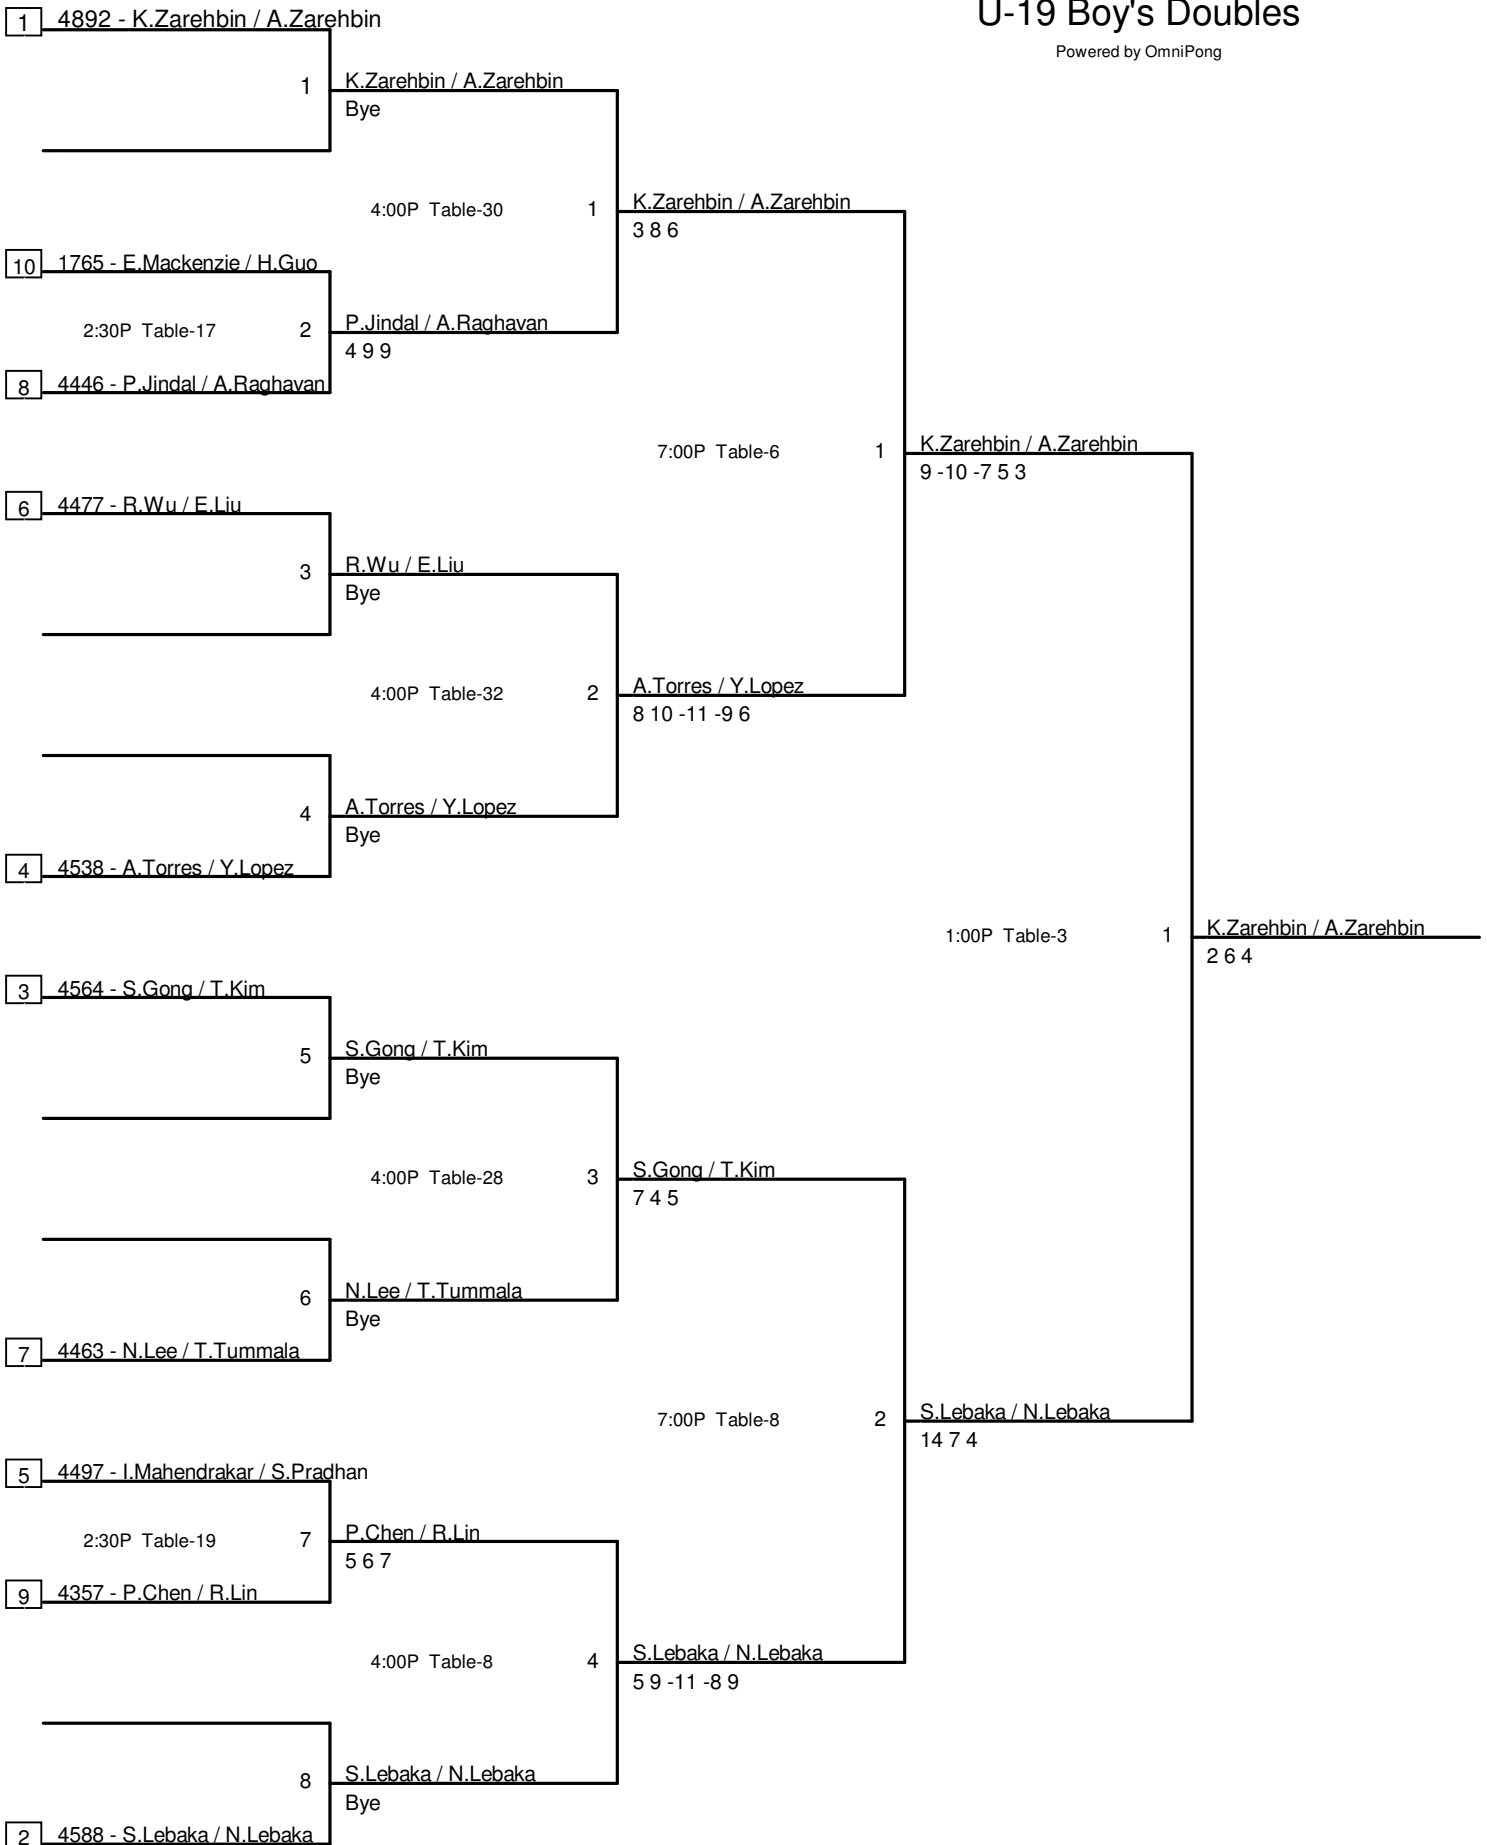 U-19 Boy's Doubles
Powered by OmniPong
1 4892 - K.Zarehbin / A.Zarehbin
1 K.Zarehbin / A.Zarehbin
Bye
4:00P Table-30 1 K.Zarehbin / A.Zarehbin
3 8 6
10 1765 - E.Mackenzie / H.Guo
2:30P Table-17 2 P.Jindal / A.Raghavan
4 9 9
8 4446 - P.Jindal / A.Raghavan
7:00P Table-6 1 K.Zarehbin / A.Zarehbin
9 -10 -7 5 3
6 4477 - R.Wu / E.Liu
3 R.Wu / E.Liu
Bye
4:00P Table-32 2 A.Torres / Y.Lopez
8 10 -11 -9 6
4 A.Torres / Y.Lopez
Bye
4 4538 - A.Torres / Y.Lopez
1:00P Table-3 1 K.Zarehbin / A.Zarehbin
2 6 4
3 4564 - S.Gong / T.Kim
5 S.Gong / T.Kim
Bye
4:00P Table-28 3 S.Gong / T.Kim
7 4 5
6 N.Lee / T.Tummala
Bye
7 4463 - N.Lee / T.Tummala
7:00P Table-8 2 S.Lebaka / N.Lebaka
14 7 4
5 4497 - I.Mahendrakar / S.Pradhan
2:30P Table-19 7 P.Chen / R.Lin
5 6 7
9 4357 - P.Chen / R.Lin
4:00P Table-8 4 S.Lebaka / N.Lebaka
5 9 -11 -8 9
8 S.Lebaka / N.Lebaka
Bye
2 4588 - S.Lebaka / N.Lebaka